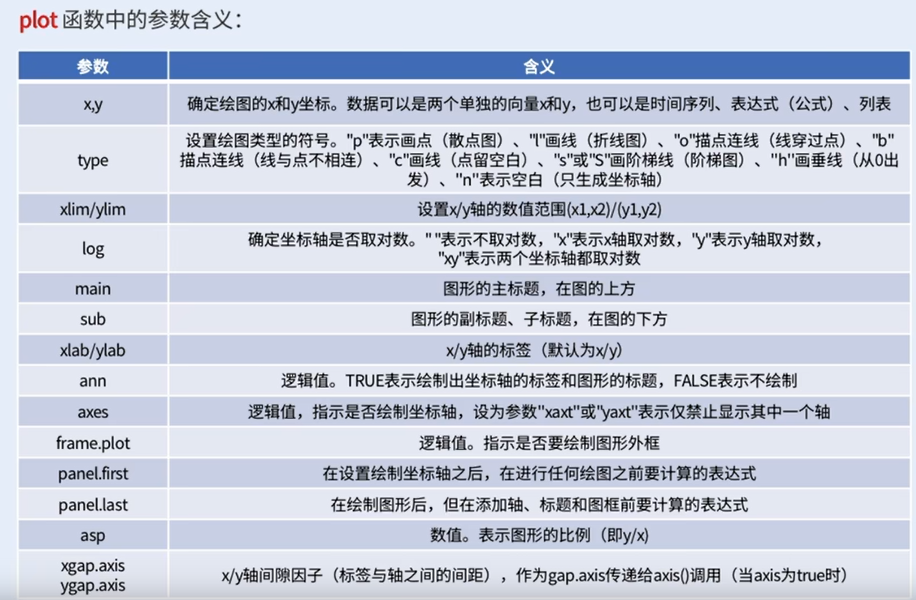 plot 函数中的参数含义：
参数 含义
x,y 确定绘图的x和y坐标。数据可以是两个单独的向量x和y，也可以是时间序列、表达式（公式）、列表
type 设置绘图类型的符号。"p"表示画点（散点图）、"l"画线（折线图）、"o"描点连线（线穿过点）、"b"
描点连线（线与点不相连）、"c"画线（点留空白）、"s"或"S"画阶梯线（阶梯图）、"h"画垂线（从0出
发）、"n"表示空白（只生成坐标轴）
xlim/ylim 设置x/y轴的数值范围(x1,x2)/(y1,y2)
log 确定坐标轴是否取对数。" "表示不取对数，"x"表示x轴取对数，"y"表示y轴取对数，
"xy"表示两个坐标轴都取对数
main 图形的主标题，在图的上方
sub 图形的副标题、子标题，在图的下方
xlab/ylab x/y轴的标签（默认为x/y）
ann 逻辑值。TRUE表示绘制出坐标轴的标签和图形的标题，FALSE表示不绘制
axes 逻辑值，指示是否绘制坐标轴，设为参数"xaxt"或"yaxt"表示仅禁止显示其中一个轴
frame.plot 逻辑值。指示是否要绘制图形外框
panel.first 在设置绘制坐标轴之后，在进行任何绘图之前要计算的表达式
panel.last 在绘制图形后，但在添加轴、标题和图框前要计算的表达式
asp 数值。表示图形的比例（即y/x）
xgap.axis
ygap.axis x/y轴间隙因子（标签与轴之间的间距），作为gap.axis传递给axis()调用（当axis为true时）